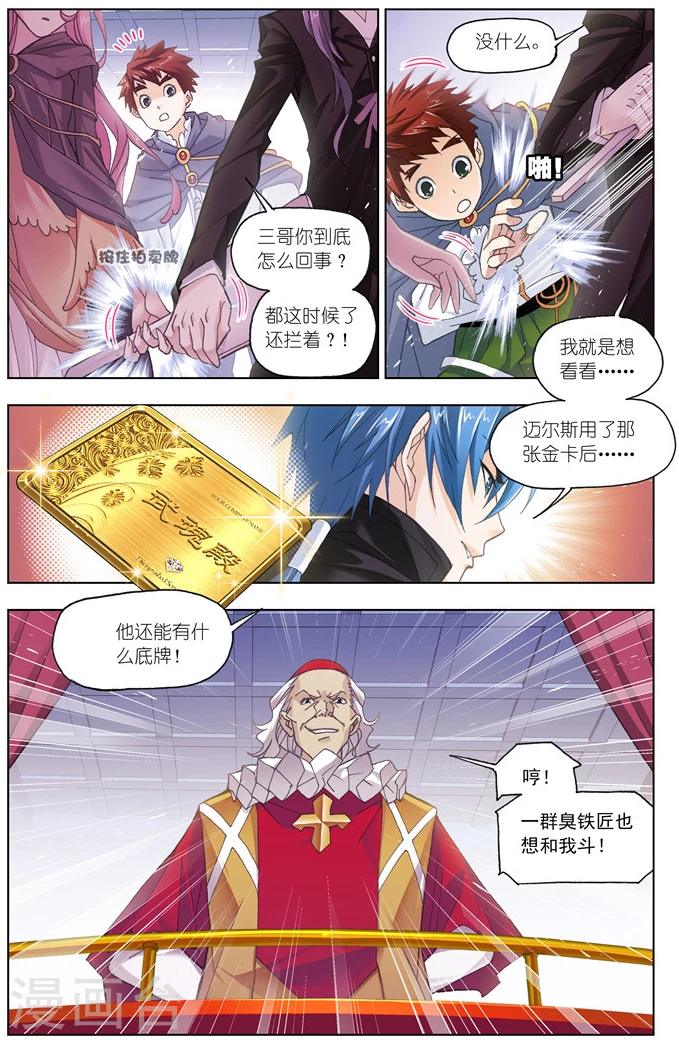 按住拍卖牌
三哥你到底
怎么回事？
都这时候了
还拦着？！
没什么。
啪！
我就是想
看看……
迈尔斯用了那
张金卡后……
YOUR COMPANY NAME
武魂殿
他还能有什
么底牌！
哼！
一群臭铁匠也
想和我斗！
漫画台